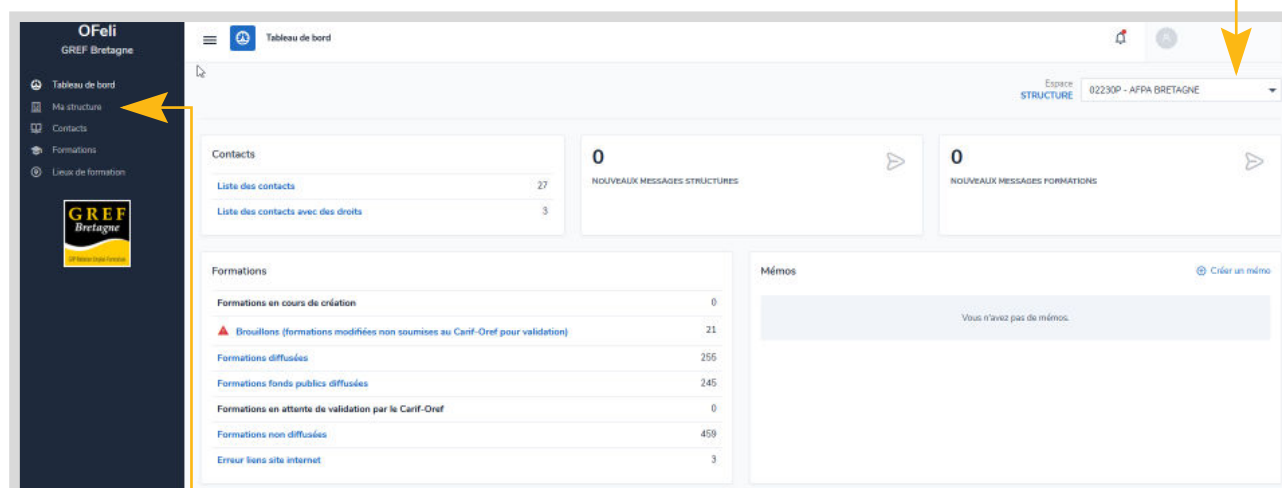 OFeli
GREF Bretagne
Tableau de bord
Ma structure
Contacts
Formations
Lieux de formation
GREF
Bretagne
Tableau de bord
Espace
STRUCTURE
02230P - AFPA BRETAGNE
Contacts
Liste des contacts 27
Liste des contacts avec des droits 3
0
NOUVEAUX MESSAGES STRUCTURES
0
NOUVEAUX MESSAGES FORMATIONS
Formations
Formations en cours de création 0
Brouillons (formations modifiées non soumises au Carif-Oref pour validation) 21
Formations diffusées 256
Formations fonds publics diffusées 245
Formations en attente de validation par le Carif-Oref 0
Formations non diffusées 459
Erreur liens site internet 3
Mémos
Créer un mémo
Vous n'avez pas de mémos.